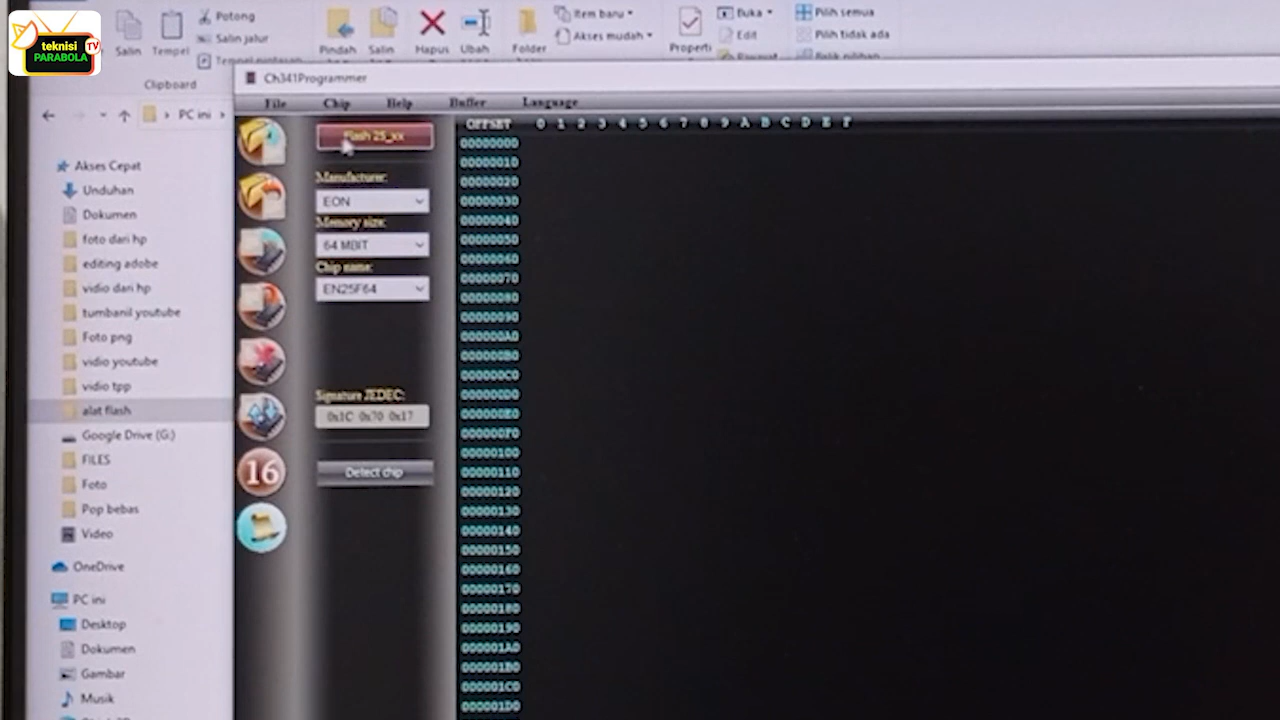 teknisi TV
PARABOLA
Salin
Tempel
Potong
Salin jalur
Clipboard
Pindah
Salin
Hapus
Ubah
Folder
Item baru
Akses mudah
Properti
Buka
Edit
Pilih semua
Pilih tidak ada
PC ini
Ch341Programmer
File Chip Help Buffer Language
Akses Cepat
Unduhan
Dokumen
foto dari hp
editing adobe
vidio dari hp
tumbanil youtube
Foto png
vidio youtube
vidio tpp
alat flash
Google Drive (G:)
FILES
Foto
Pop bebas
Video
OneDrive
PC ini
Desktop
Dokumen
Gambar
Musik
16
Flash 25_xx
Manufacturer:
EON
Memory size:
64 MBIT
Chip name:
EN25F64
Signature JEDEC:
0x1C 0x70 0x17
Detect chip
OFFSET 0 1 2 3 4 5 6 7 8 9 A B C D E F
00000000
00000010
00000020
00000030
00000040
00000050
00000060
00000070
00000080
00000090
000000A0
000000B0
000000C0
000000D0
000000E0
000000F0
00000100
00000110
00000120
00000130
00000140
00000150
00000160
00000170
00000180
00000190
000001A0
000001B0
000001C0
000001D0